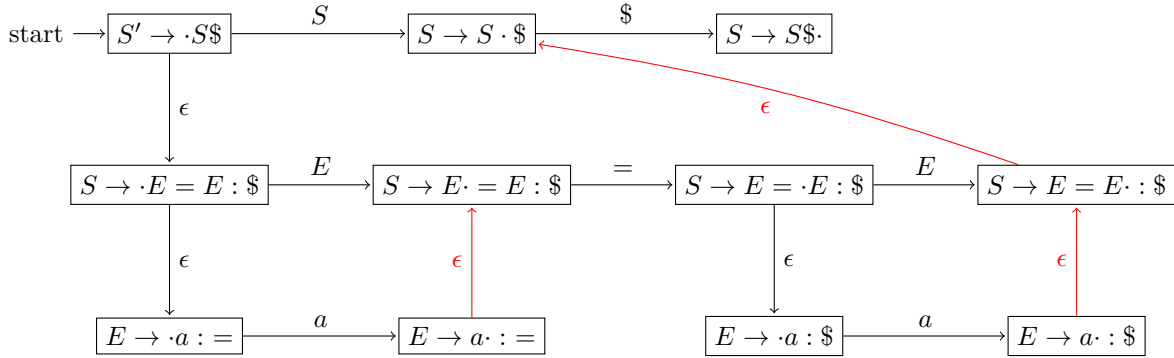 S
$
start
S′ → ·S$
S → S · $
S → S$·
ϵ
ϵ
E
=
E
S → ·E = E : $
S → E· = E : $
S → E = ·E : $
S → E = E· : $
ϵ
ϵ
ϵ
ϵ
a
a
E → ·a : =
E → a· : =
E → ·a : $
E → a· : $